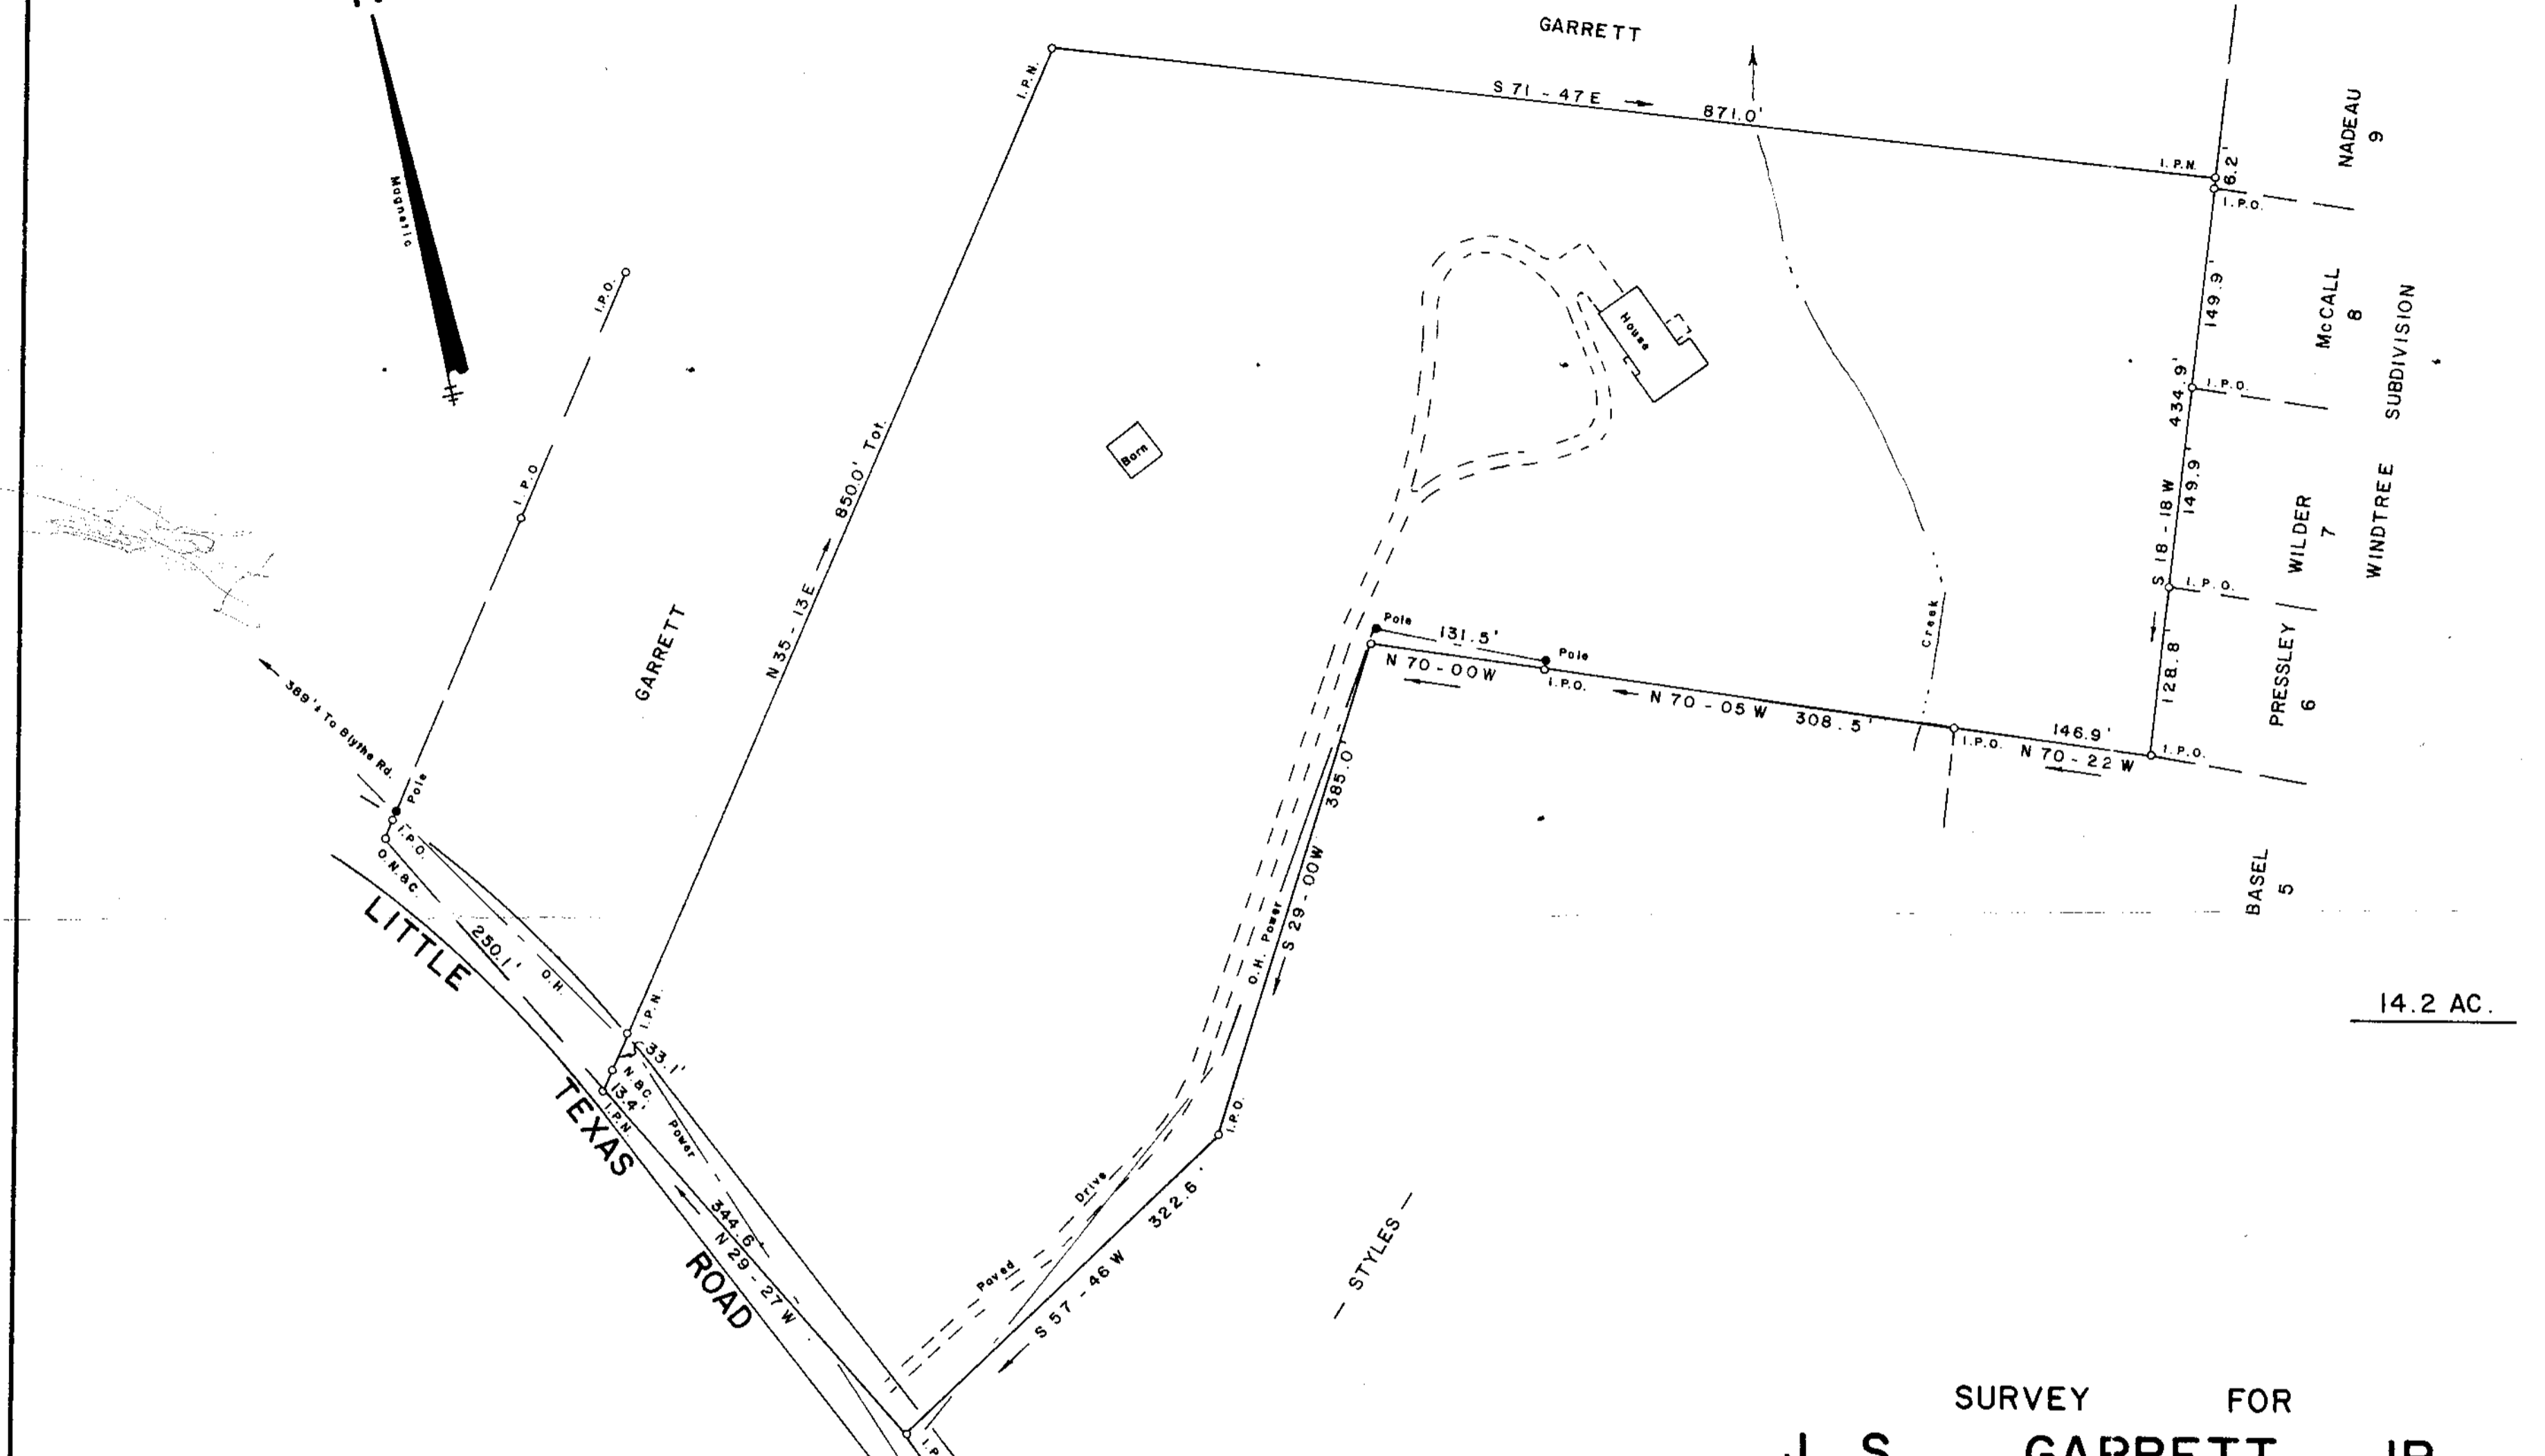 GARRETT
S 71 - 47 E
871.0'
I.P.N.
I.P.N.
6.2'
I.P.O.
NADEAU
9
Magnetic
I.P.O.
I.P.O
149.9'
McCALL
8
I.P.O.
434.9'
S 18 - 18 W
149.9'
WILDER
7
WINDTREE SUBDIVISION
I.P.O.
128.8'
PRESSLEY
6
I.P.O.
House
Barn
850.0' Tot.
N 35 - 13 E
GARRETT
Creek
Pole
131.5'
Pole
N 70 - 00 W
I.P.O.
N 70 - 05 W 308.5'
146.9'
I.P.O.
N 70 - 22 W
BASEL
5
389'± To Blythe Rd.
Pole
I.P.O.
O.N.&C.
250.1'
O.H.
I.P.N.
33.1'
N.&C.
13.4'
I.P.N.
Power
344.6'
N 29 - 27 W
LITTLE
TEXAS
ROAD
385.0'
S 29 - 00 W
O.H. Power
I.P.O.
322.6'
S 57 - 46 W
Paved Drive
STYLES
14.2 AC.
SURVEY FOR
J. S. GARRETT JR.